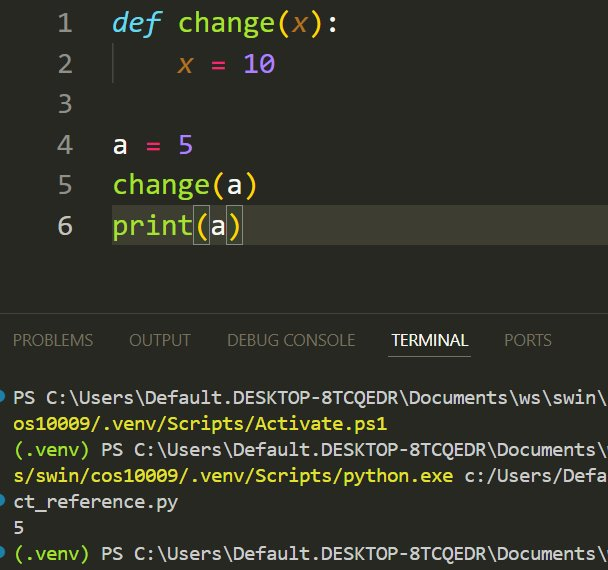 1 def change(x):
2     x = 10
3
4 a = 5
5 change(a)
6 print(a)
PROBLEMS OUTPUT DEBUG CONSOLE TERMINAL PORTS
PS C:\Users\Default.DESKTOP-8TCQEDR\Documents\ws\swin\
os10009/.venv/Scripts/Activate.ps1
(.venv) PS C:\Users\Default.DESKTOP-8TCQEDR\Documents\
s/swin/cos10009/.venv/Scripts/python.exe c:/Users/Defa
ct_reference.py
5
(.venv) PS C:\Users\Default.DESKTOP-8TCQEDR\Documents\